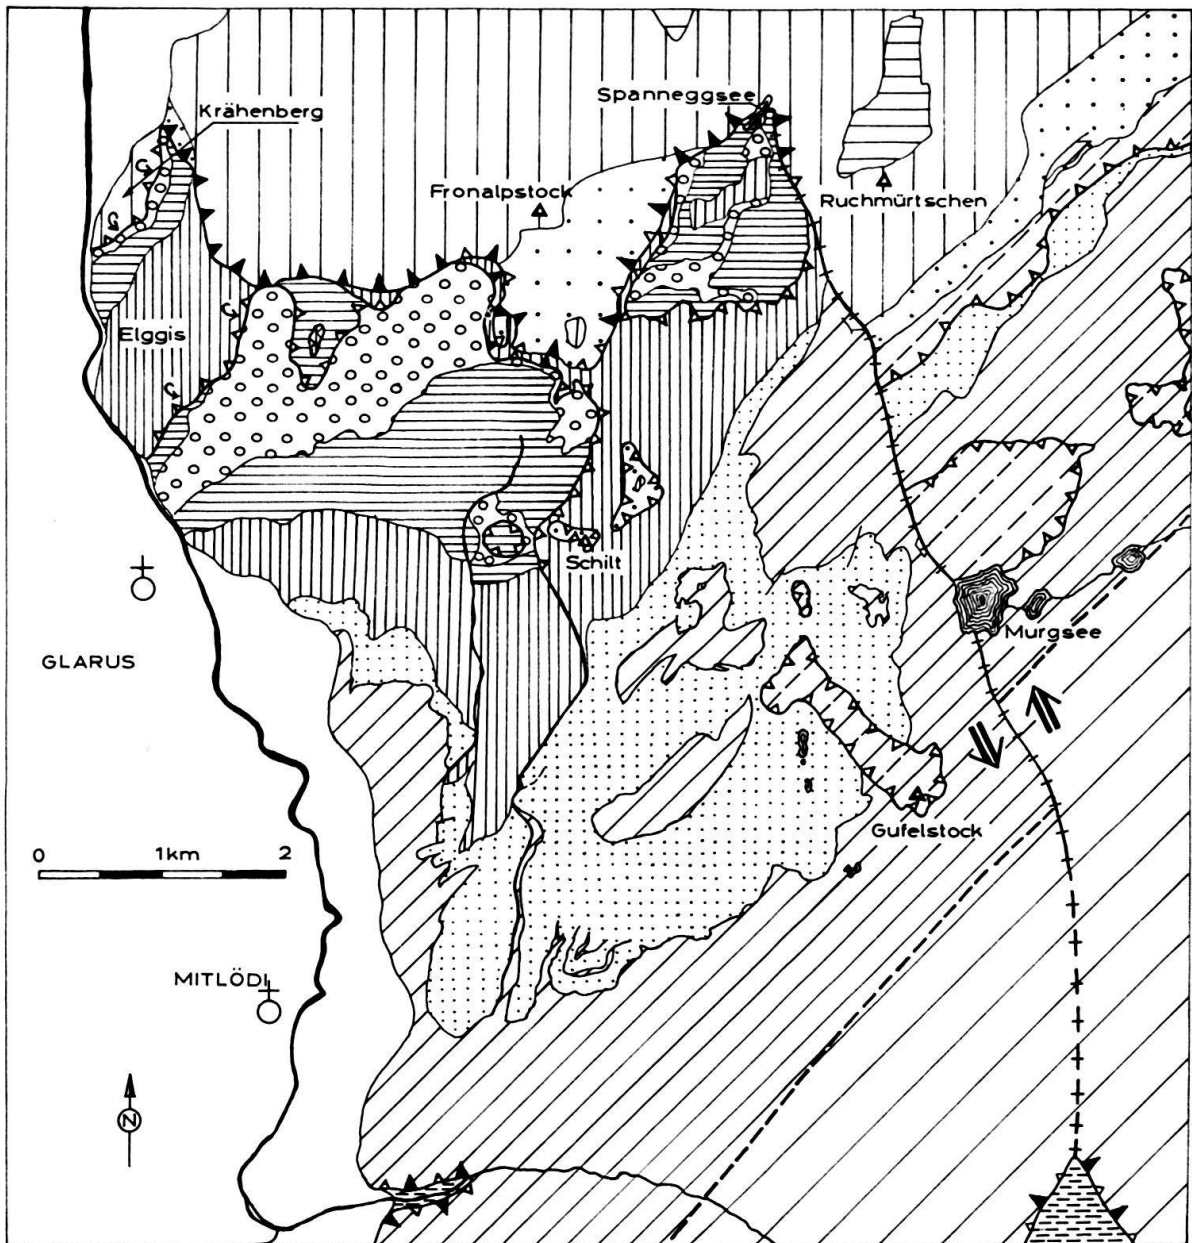 Krähenberg
Spanneggsee
Fronalpstock
Ruchmürtschen
Elggis
Schilt
GLARUS
Murgsee
0 1km 2
Gufelstock
MITLÖDI
N